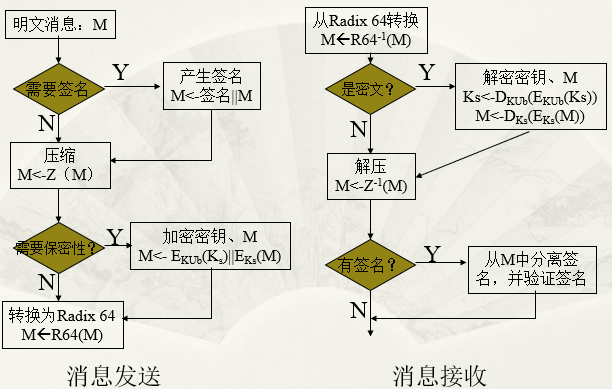 明文消息：M
需要签名
Y
N
产生签名
M<-签名||M
压缩
M<-Z（M）
需要保密性?
Y
N
加密密钥、M
M<- EKUb(Ks)||EKs(M)
转换为Radix 64
M←R64(M)
消息发送
从Radix 64转换
M←R64-1(M)
是密文?
Y
N
解密密钥、M
Ks<-DKUb(EKUb(Ks))
M<-DKs(EKs(M))
解压
M<-Z-1(M)
有签名?
Y
N
从M中分离签
名，并验证签名
消息接收